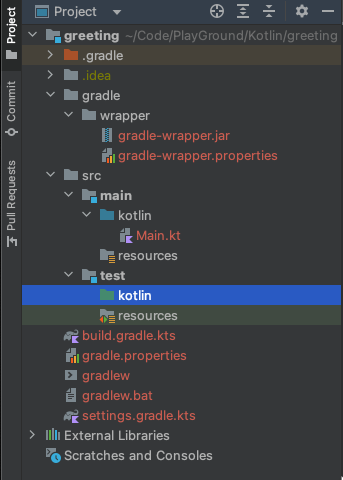 Project
Project
Commit
Pull Requests
greeting ~/Code/PlayGround/Kotlin/greeting
.gradle
.idea
gradle
wrapper
gradle-wrapper.jar
gradle-wrapper.properties
src
main
kotlin
Main.kt
resources
test
kotlin
resources
build.gradle.kts
gradle.properties
gradlew
gradlew.bat
settings.gradle.kts
External Libraries
Scratches and Consoles